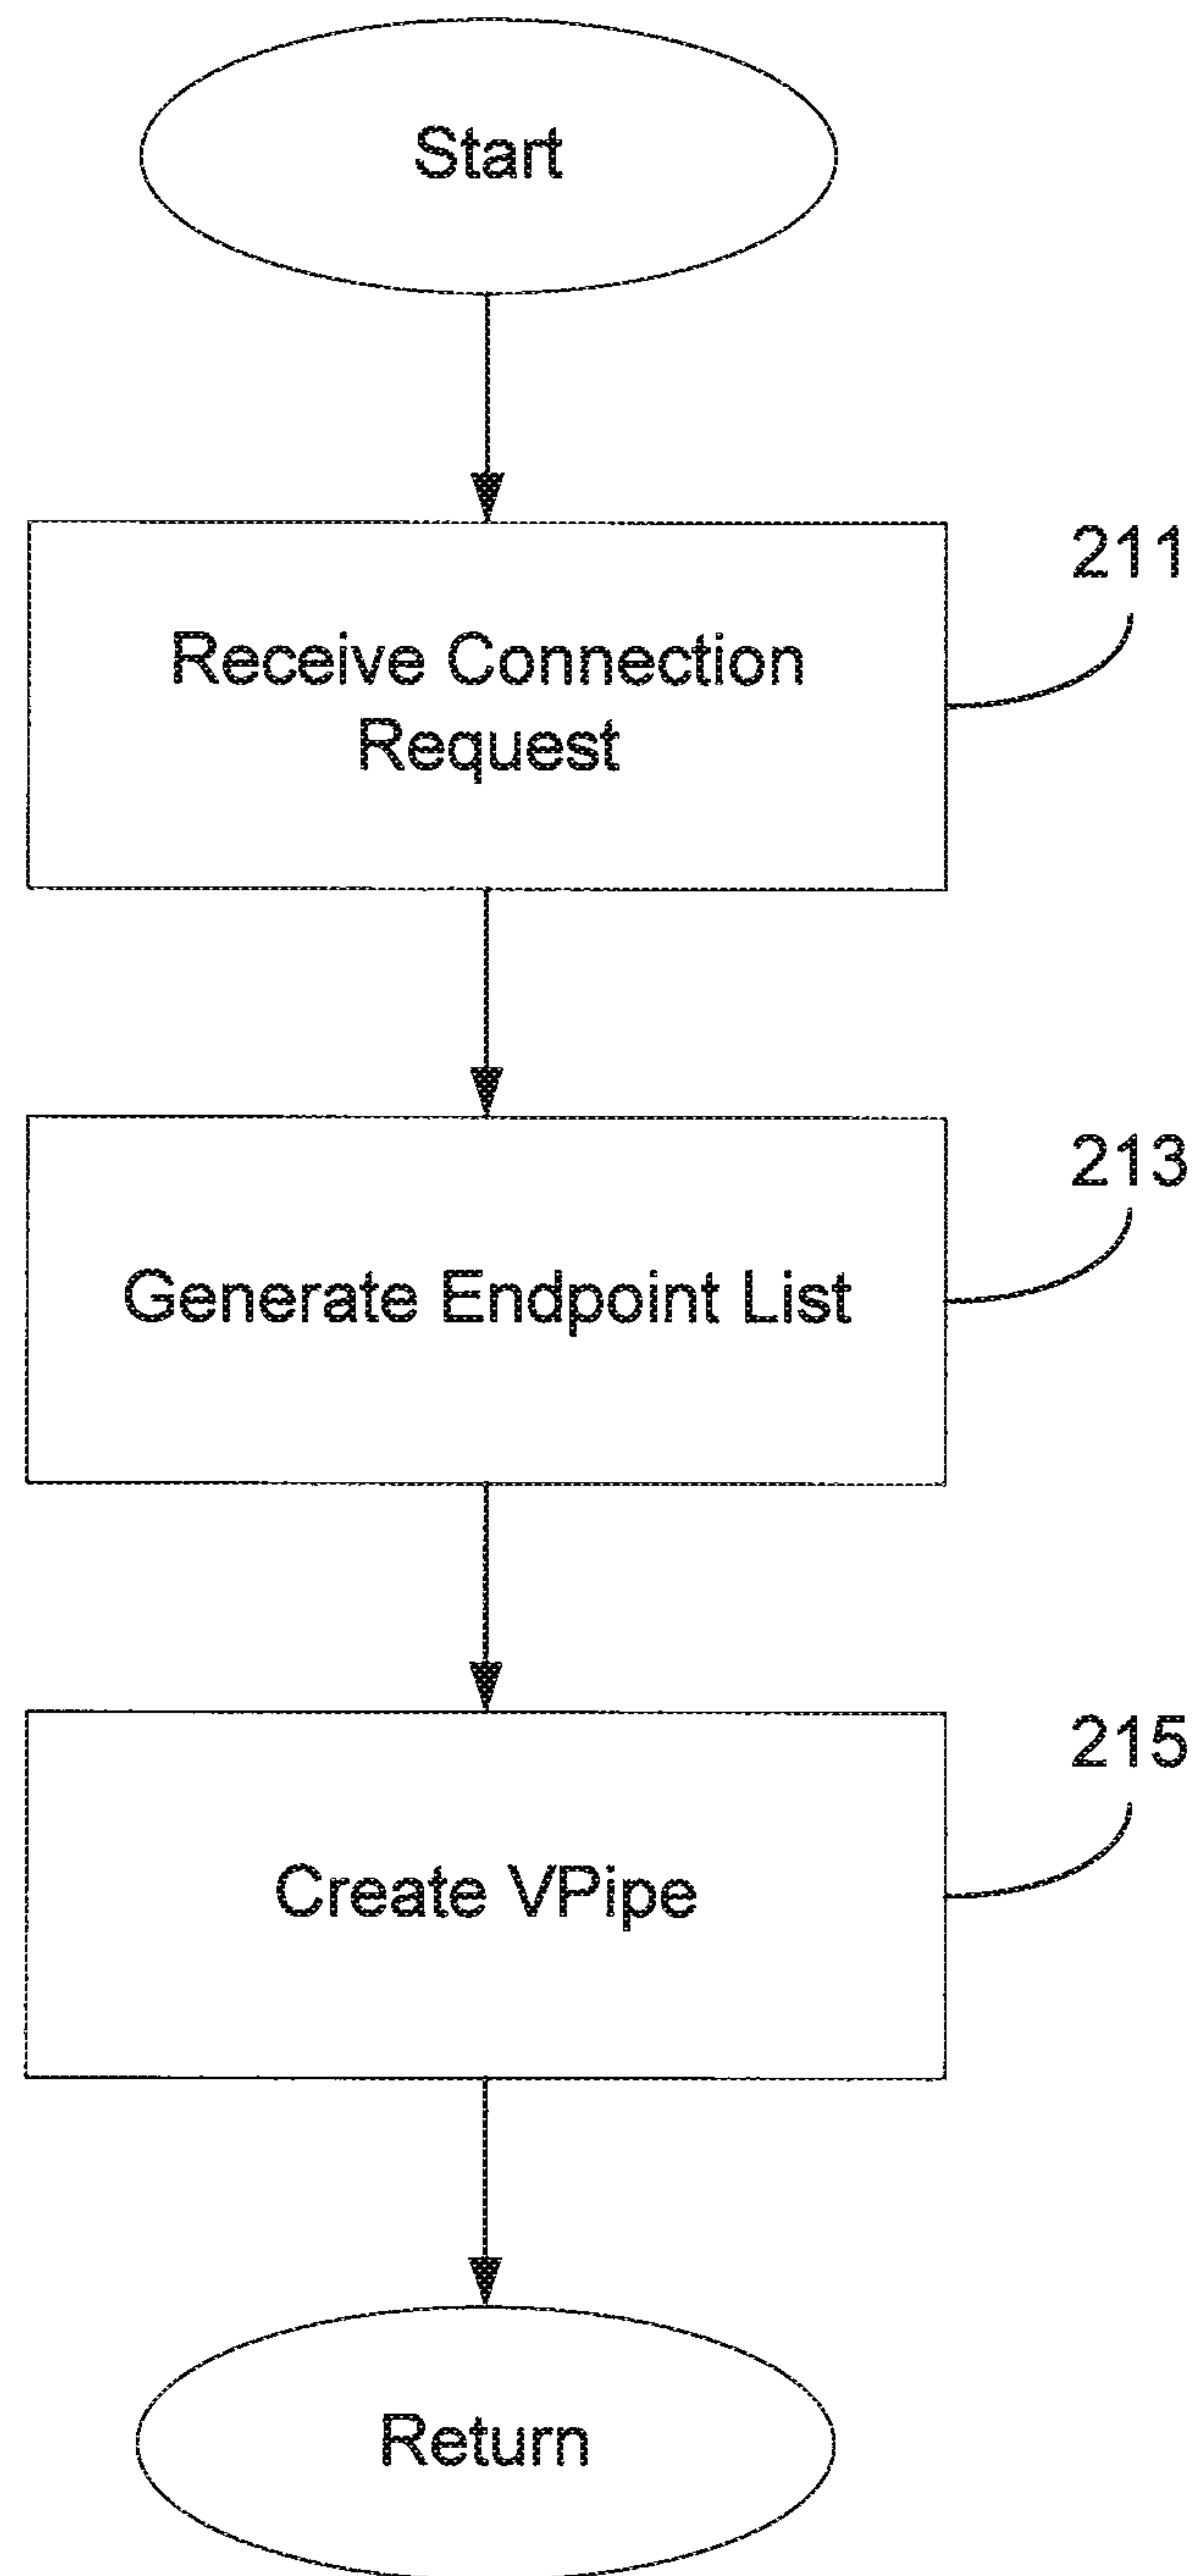 Start
211
Receive Connection
Request
213
Generate Endpoint List
215
Create VPipe
Return